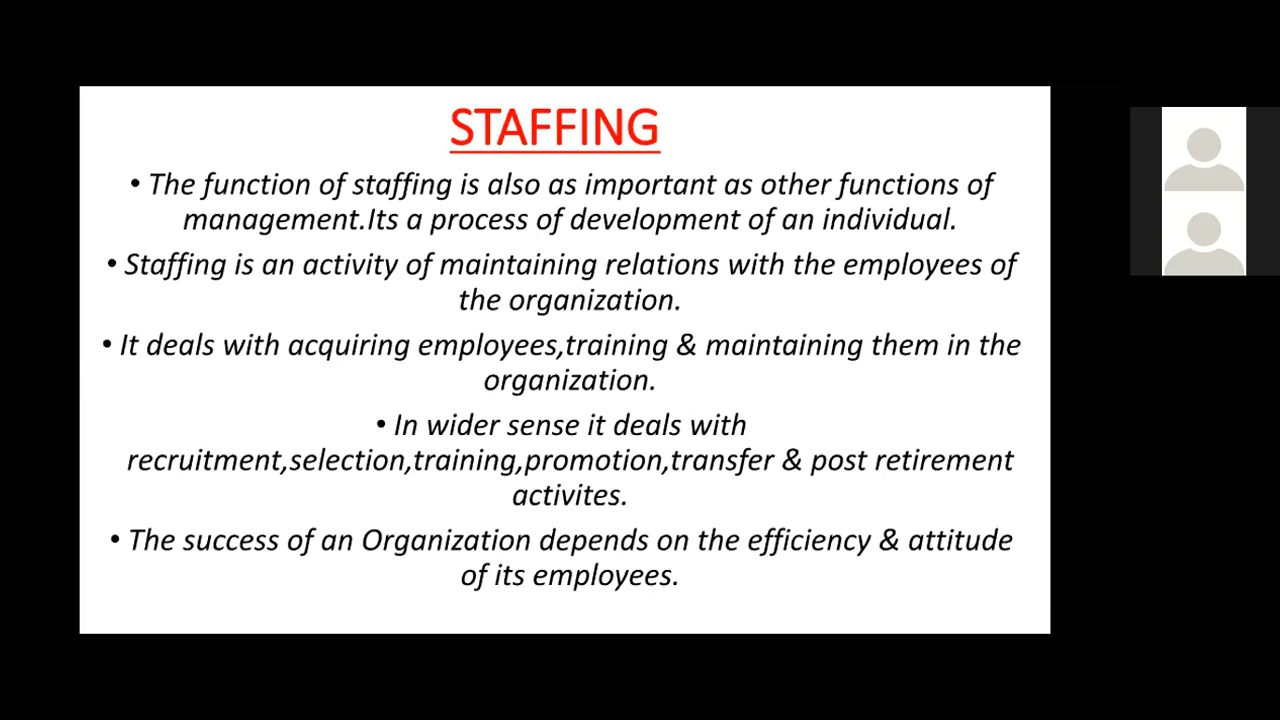 STAFFING
• The function of staffing is also as important as other functions of
management.Its a process of development of an individual.
• Staffing is an activity of maintaining relations with the employees of
the organization.
• It deals with acquiring employees,training & maintaining them in the
organization.
• In wider sense it deals with
recruitment,selection,training,promotion,transfer & post retirement
activites.
• The success of an Organization depends on the efficiency & attitude
of its employees.